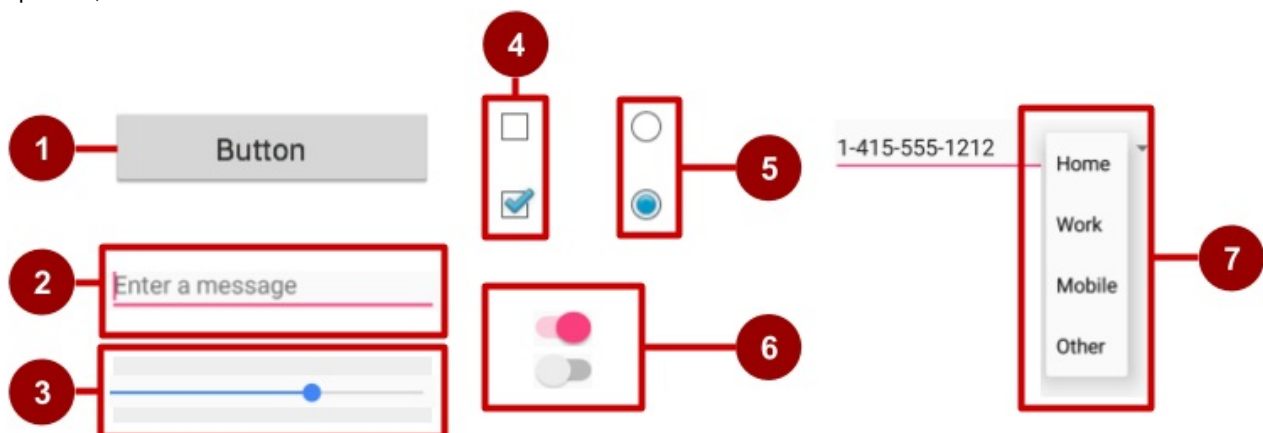 4
1
Button
5
1-415-555-1212
Home
Work
Mobile
Other
7
2
Enter a message
6
3